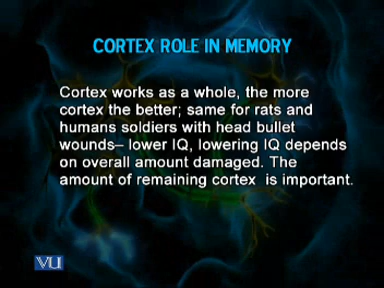 CORTEX ROLE IN MEMORY
Cortex works as a whole, the more
cortex the better; same for rats and
humans soldiers with head bullet
wounds– lower IQ, lowering IQ depends
on overall amount damaged. The
amount of remaining cortex is important.
VU